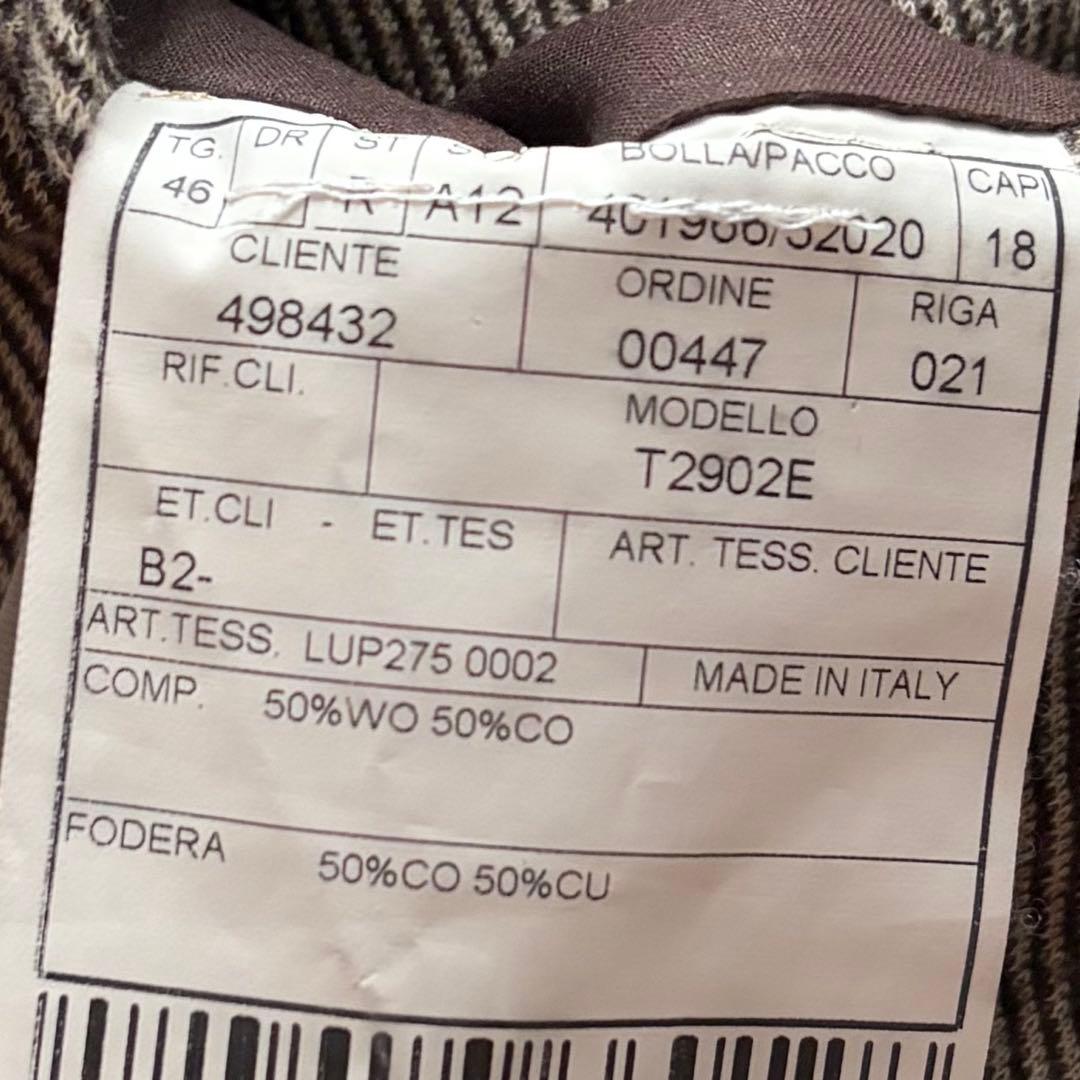 TG. DR ST BOLLA/PACCO CAPI
46 R A12 18
CLIENTE ORDINE RIGA
498432 00447 021
RIF.CLI. MODELLO
T2902E
ET.CLI - ET.TES ART. TESS. CLIENTE
B2-
ART.TESS. LUP275 0002 MADE IN ITALY
COMP. 50%WO 50%CO
FODERA 50%CO 50%CU